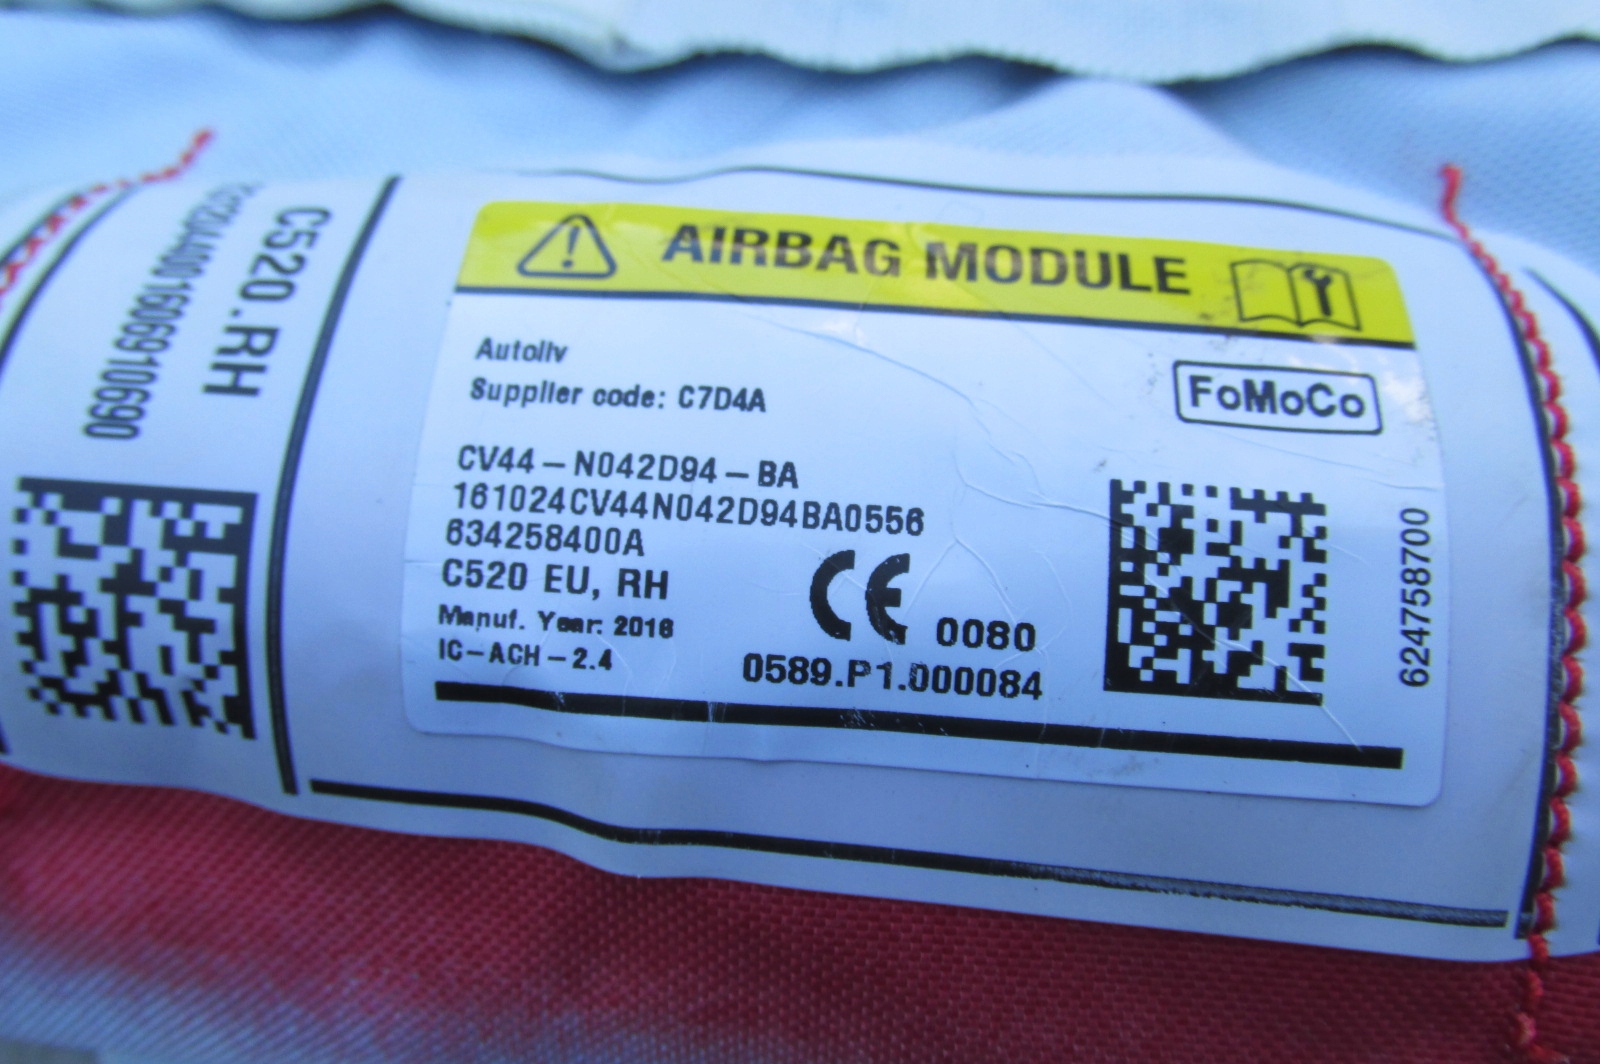 AIRBAG MODULE
Autoliv
Supplier code: C7D4A
FoMoCo
CV44-N042D94-BA
161024CV44N042D94BA0556
634258400A
C520 EU, RH
Manuf. Year: 2016
IC-ACH-2.4
CE 0080
0589.P1.000084
624758700
C520.RH